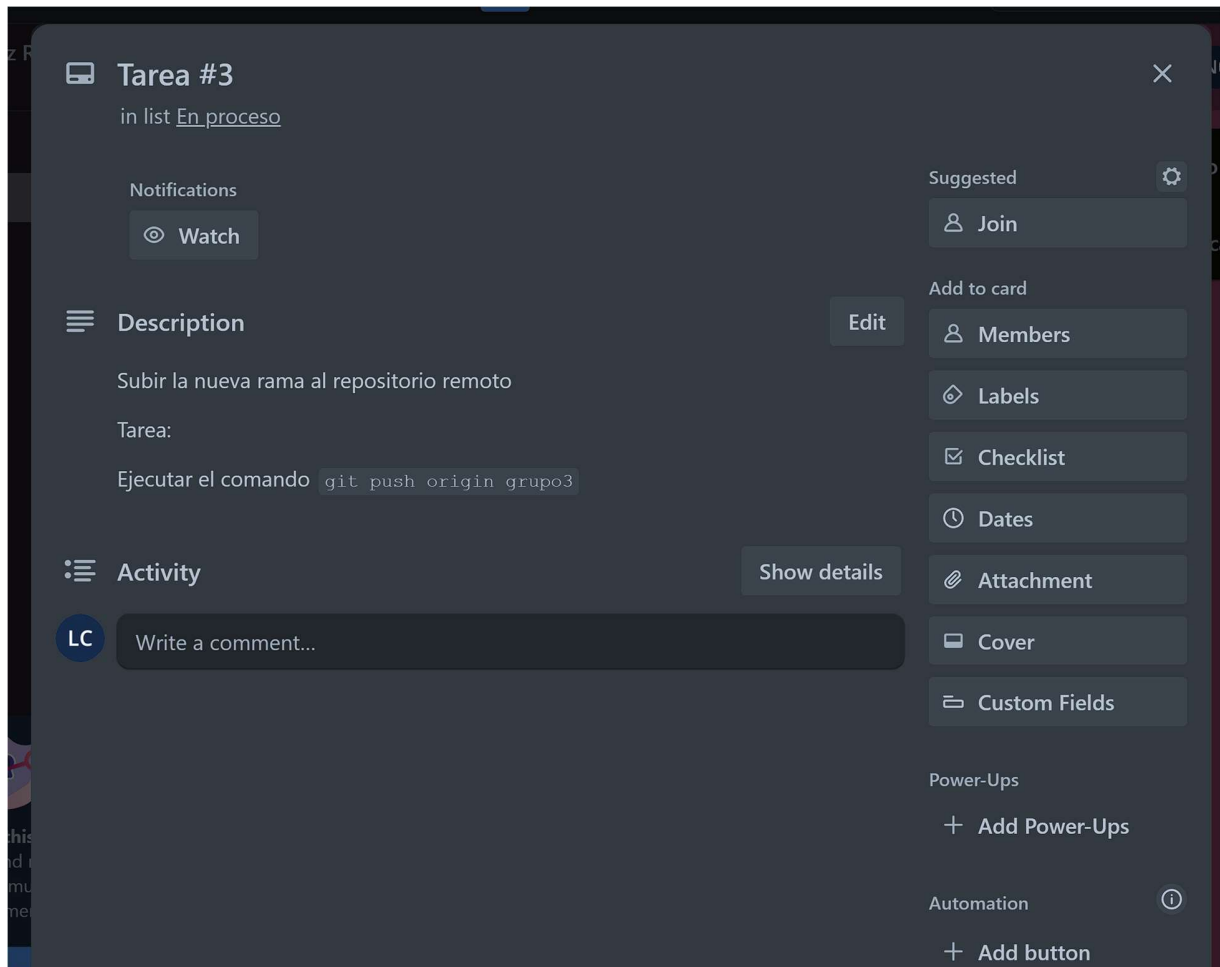 Tarea #3
in list En proceso
Notifications
Watch
Description
Edit
Subir la nueva rama al repositorio remoto
Tarea:
Ejecutar el comando git push origin grupo3
Activity
Show details
LC
Write a comment...
Suggested
Join
Add to card
Members
Labels
Checklist
Dates
Attachment
Cover
Custom Fields
Power-Ups
Add Power-Ups
Automation
Add button